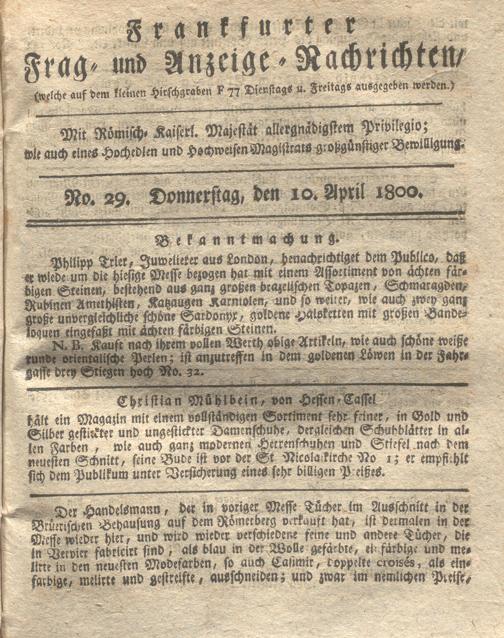 Frankfurter
Frag- und Anzeige-Nachrichten/
(welche auf dem kleinen Hirschgraben F 77 Dienstags u. Freitags ausgegeben werden.)
Mit Römisch-Kaiserl. Majestät allergnädigstem Privilegio;
wie auch eines Hochedlen und Hochweisen Magistrats großgünstiger Bewilligung.
No. 29. Donnerstag, den 10. April 1800.
Bekanntmachung.
Philipp Trier, Juwelieter aus London, benachrichtiget dem Publico, daß
er wiede um die hiesige Messe bezogen hat mit einem Assortiment von ächten fär-
bigen Steinen, bestehend aus ganz großen brazilschen Topazen, Schmaragden,
Rubinen Amethisten, Kazaugen Karniolen, und so weiter, wie auch zwey ganz
große unvergleichliche schöne Sardonyx, goldene Halsketten mit großen Bande-
loquen eingefaßt mit ächten färbigen Steinen.
N. B. Kauft nach ihrem vollen Werth obige Artikeln, wie auch schöne weiße
runde orientalische Perlen; ist anzutreffen in dem goldenen Löwen in der Fahr-
gasse drey Stiegen hoch No. 32.
Christian Mühlbein, von Hessen-Cassel
hält ein Magazin mit einem vollständigen Sortiment sehr feiner, in Gold und
Silber gestickter und ungestickter Damenschuhe, dergleichen Schubblätter in al-
len Farben, wie auch ganz modernen Herrenschuhen und Stiefel nach dem
neuesten Schnitt, seine Bude ist vor der St. Nicolaikirche No 13 er empfiehlt
sich dem Publikum unter Versicherung eines sehr billigen Preißes.
Der Handelsmann, der in voriger Messe Tücher im Ausschnitt in der
Brüerischen Behausung auf dem Römerberg verkauft hat, ist dermalen in der
Messe wieder hier, und wird wieder verschiedene feine und andere Tücher, die
in Vervier fabricirt sind, als blau in der Wolle gefärbte, einfärbige und me-
lirte in den neuesten Modefarben, so auch Casimir, doppelte croisés, als ein-
farbige, melirte und gestreifte, ausschneiden; und zwar im nemlichen Preise,